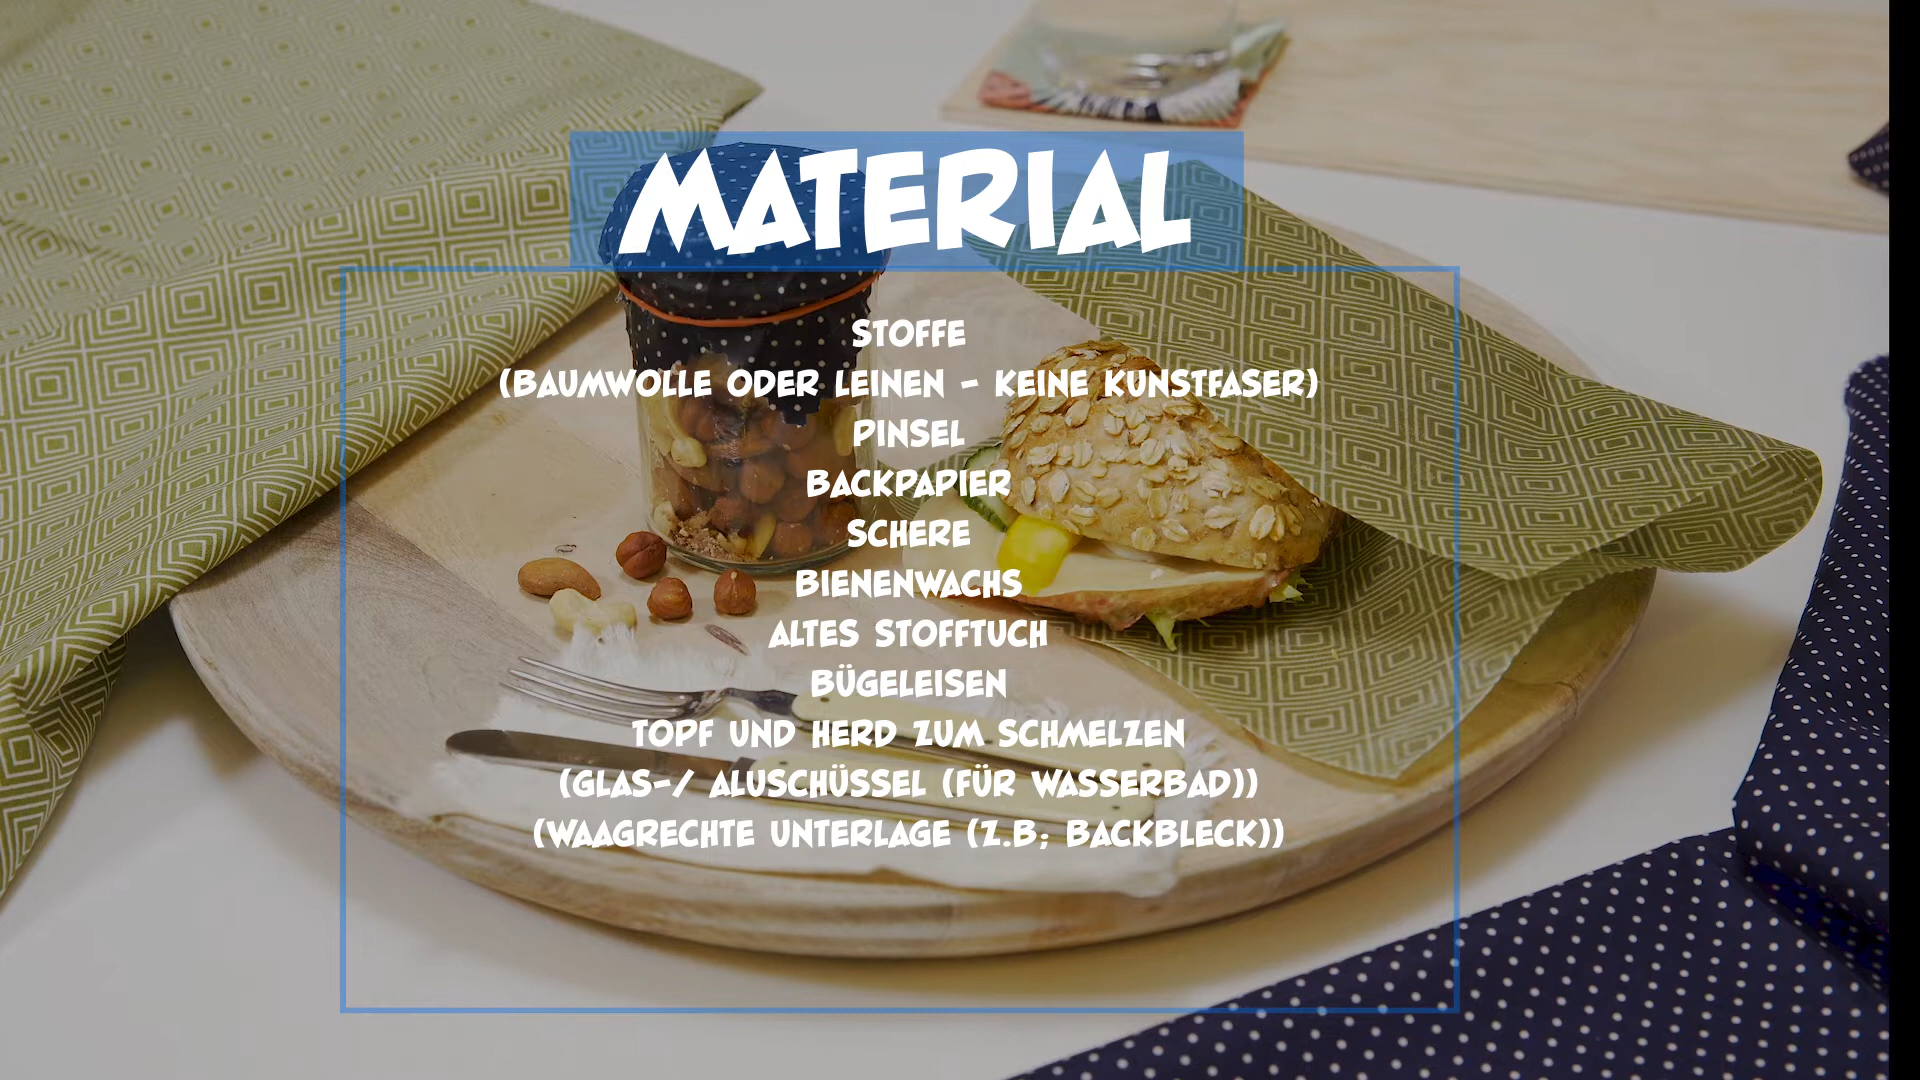 MATERIAL
STOFFE
(BAUMWOLLE ODER LEINEN - KEINE KUNSTFASER)
PINSEL
BACKPAPIER
SCHERE
BIENENWACHS
ALTES STOFFTUCH
BÜGELEISEN
TOPF UND HERD ZUM SCHMELZEN
(GLAS-/ ALUSCHÜSSEL (FÜR WASSERBAD))
(WAAGRECHTE UNTERLAGE (Z.B; BACKBLECK))